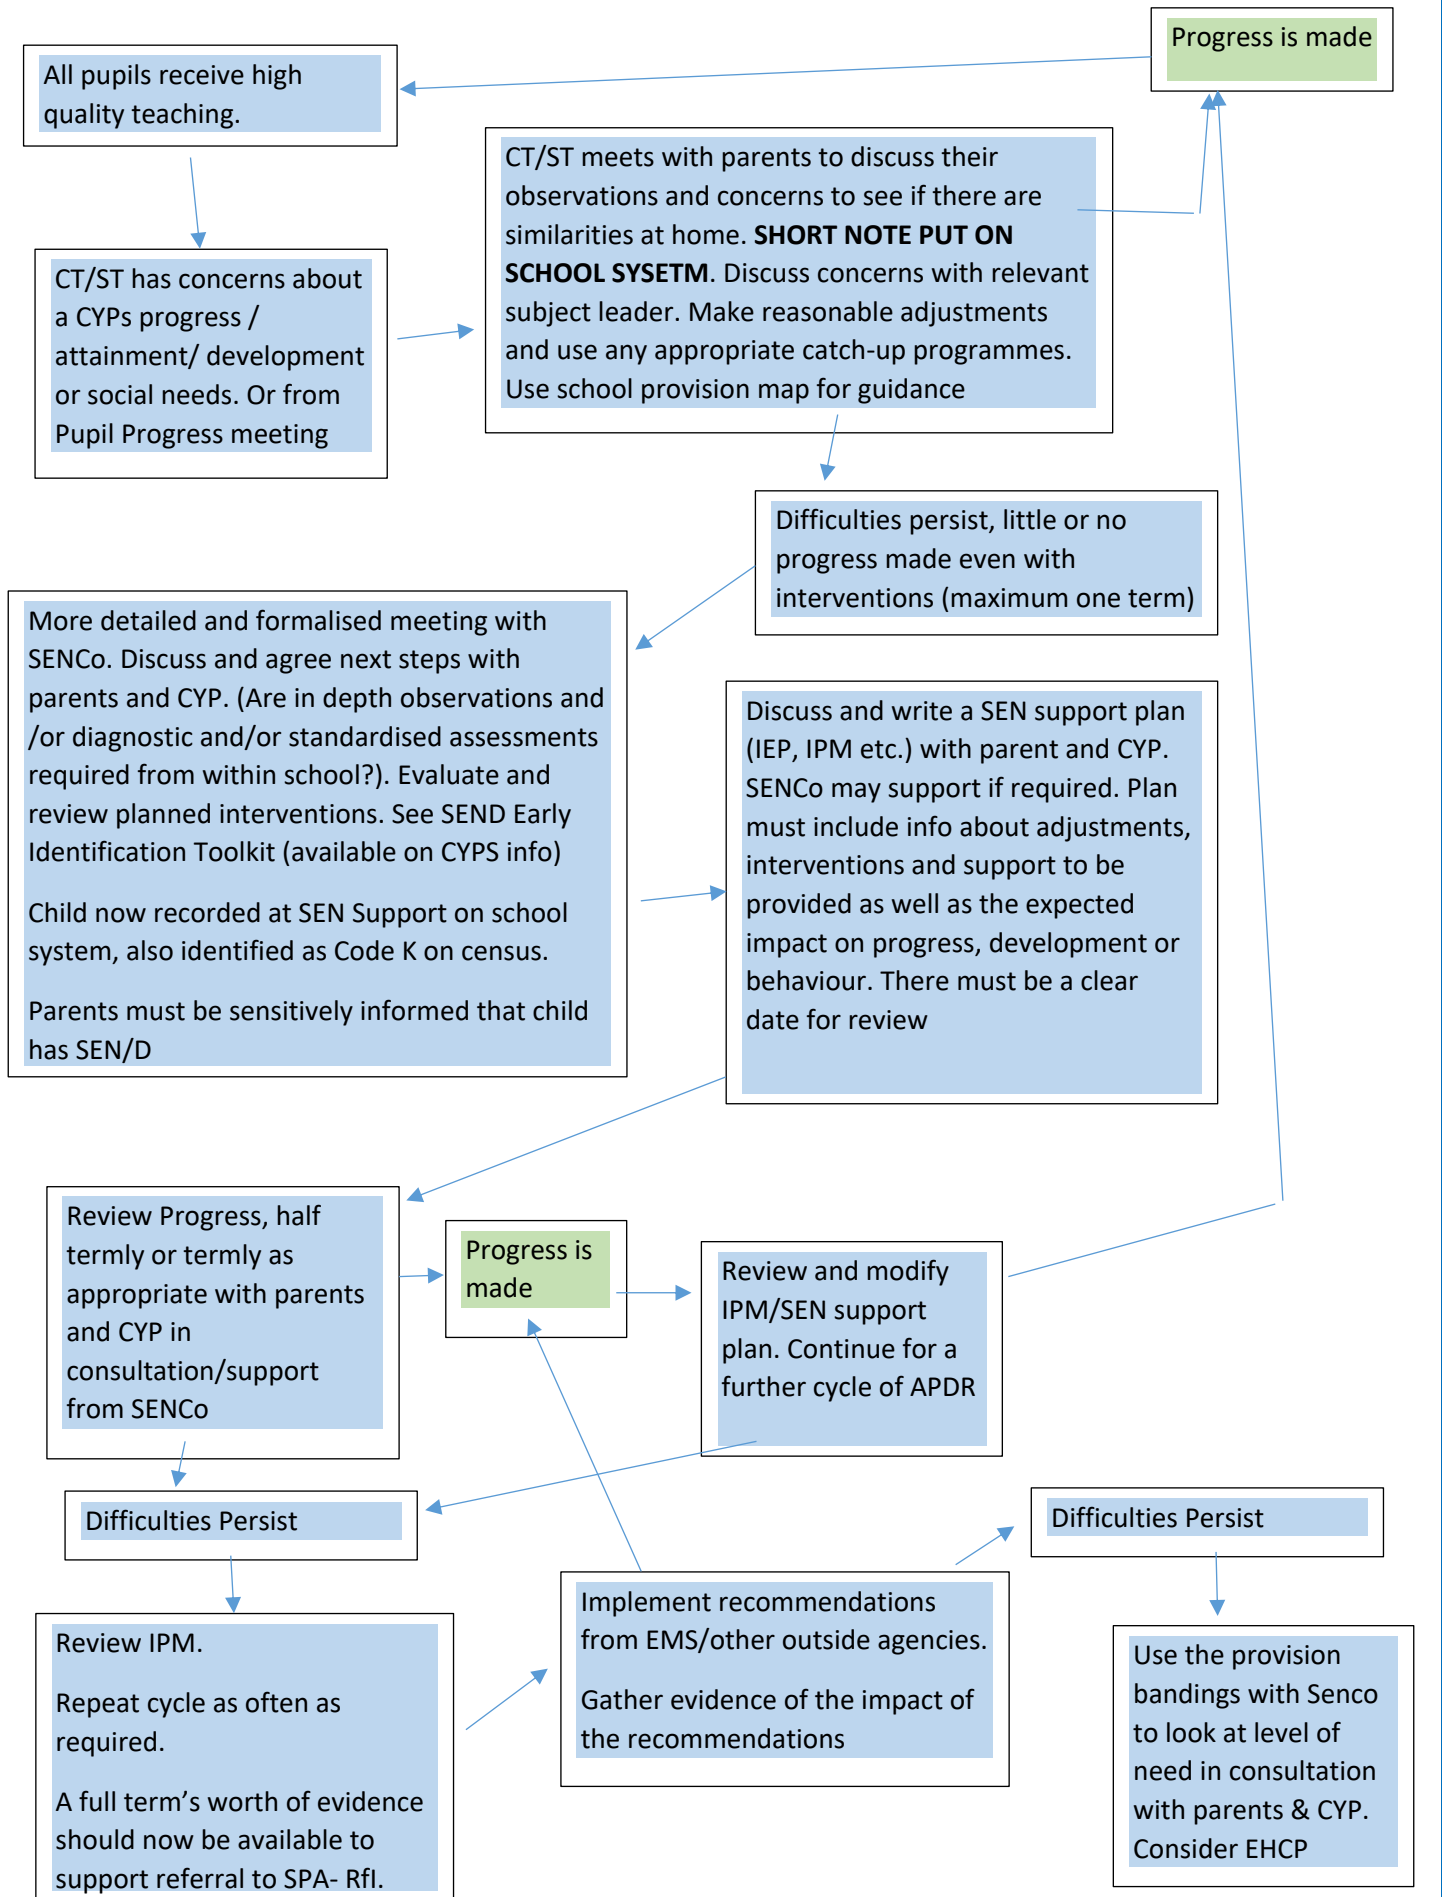 Progress is made
All pupils receive high
quality teaching.
CT/ST meets with parents to discuss their
observations and concerns to see if there are
similarities at home. SHORT NOTE PUT ON
SCHOOL SYSETM. Discuss concerns with relevant
subject leader. Make reasonable adjustments
and use any appropriate catch-up programmes.
Use school provision map for guidance
CT/ST has concerns about
a CYPs progress /
attainment/ development
or social needs. Or from
Pupil Progress meeting
Difficulties persist, little or no
progress made even with
interventions (maximum one term)
More detailed and formalised meeting with
SENCo. Discuss and agree next steps with
parents and CYP. (Are in depth observations and
/or diagnostic and/or standardised assessments
required from within school?). Evaluate and
review planned interventions. See SEND Early
Identification Toolkit (available on CYPS info)
Child now recorded at SEN Support on school
system, also identified as Code K on census.
Parents must be sensitively informed that child
has SEN/D
Discuss and write a SEN support plan
(IEP, IPM etc.) with parent and CYP.
SENCo may support if required. Plan
must include info about adjustments,
interventions and support to be
provided as well as the expected
impact on progress, development or
behaviour. There must be a clear
date for review
Review Progress, half
termly or termly as
appropriate with parents
and CYP in
consultation/support
from SENCo
Progress is
made
Review and modify
IPM/SEN support
plan. Continue for a
further cycle of APDR
Difficulties Persist
Difficulties Persist
Review IPM.
Repeat cycle as often as
required.
A full term's worth of evidence
should now be available to
support referral to SPA- RfI.
Implement recommendations
from EMS/other outside agencies.
Gather evidence of the impact of
the recommendations
Use the provision
bandings with Senco
to look at level of
need in consultation
with parents & CYP.
Consider EHCP